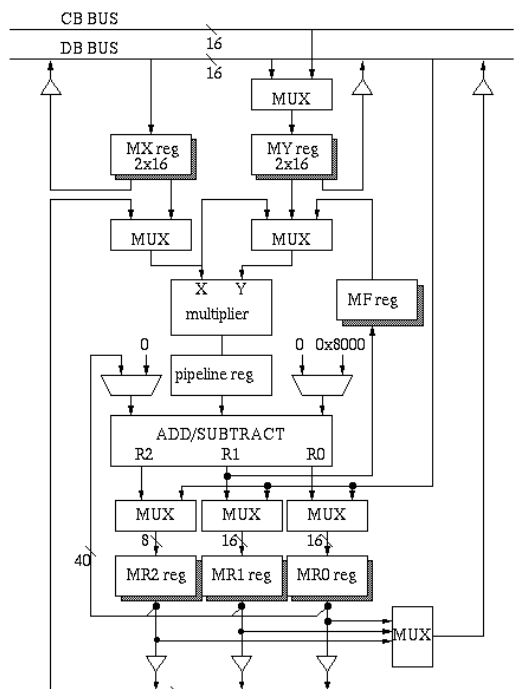 CB BUS
16
DB BUS
16
MUX
MX reg
2x16
MY reg
2x16
MUX
MUX
X Y
multiplier
MF reg
0
0 0x8000
pipeline reg
ADD/SUBTRACT
R2 R1 R0
MUX MUX MUX
8 16 16
40
MR2 reg MR1 reg MR0 reg
MUX